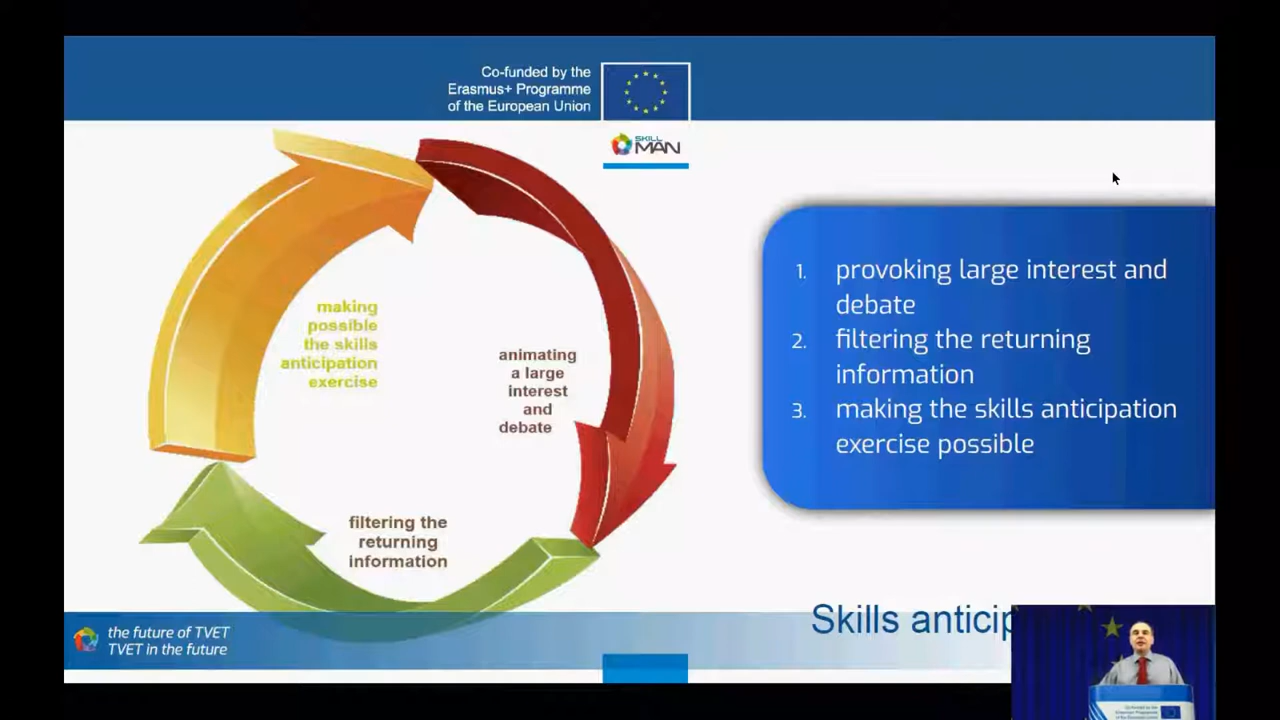 Co-funded by the
Erasmus+ Programme
of the European Union
SKILL
MAN
making
possible
the skills
anticipation
exercise
animating
a large
interest
and
debate
filtering the
returning
information
1. provoking large interest and
debate
2. filtering the returning
information
3. making the skills anticipation
exercise possible
the future of TVET
TVET in the future
Skills anticip